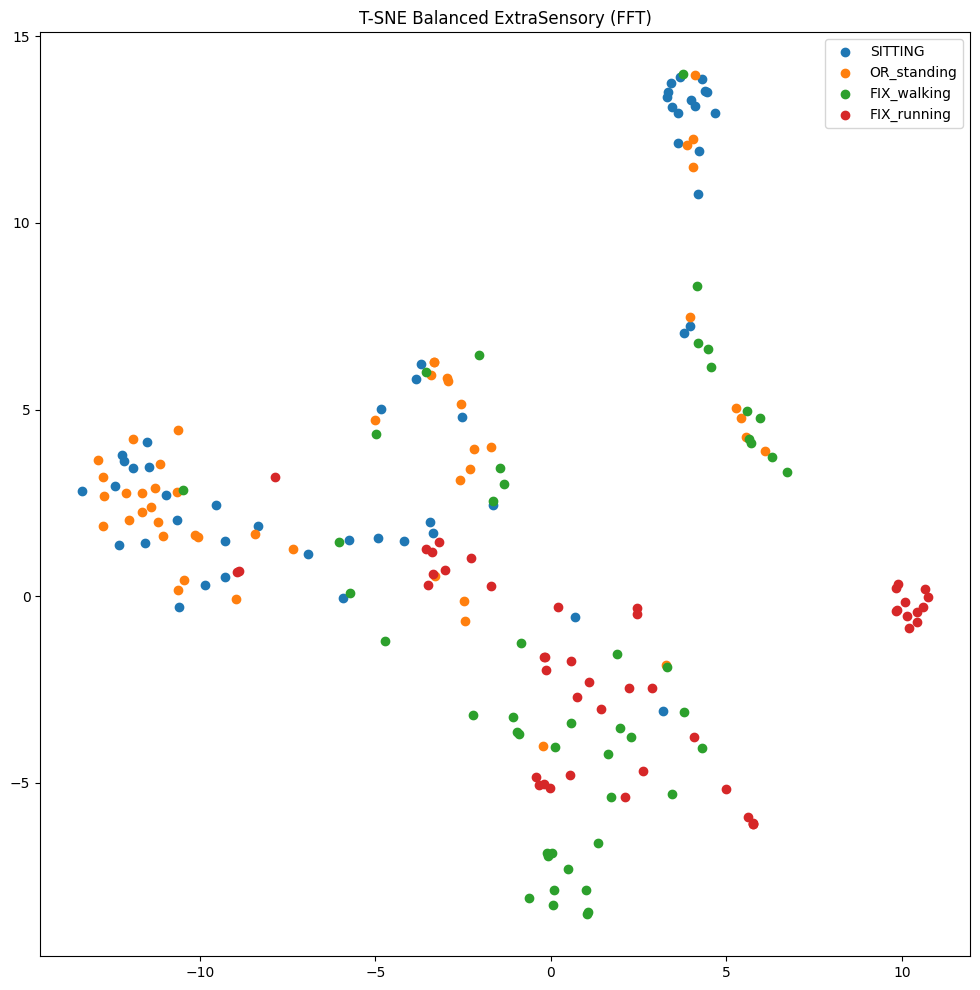 T-SNE Balanced ExtraSensory (FFT)
SITTING
OR_standing
FIX_walking
FIX_running
15
10
5
0
−5
−10
−5
0
5
10